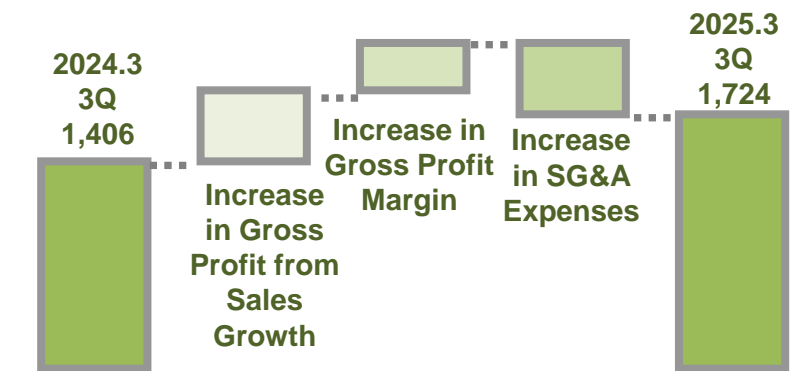 2024.3
3Q
1,406
Increase
in Gross
Profit from
Sales
Growth
Increase in
Gross Profit
Margin
Increase
in SG&A
Expenses
2025.3
3Q
1,724